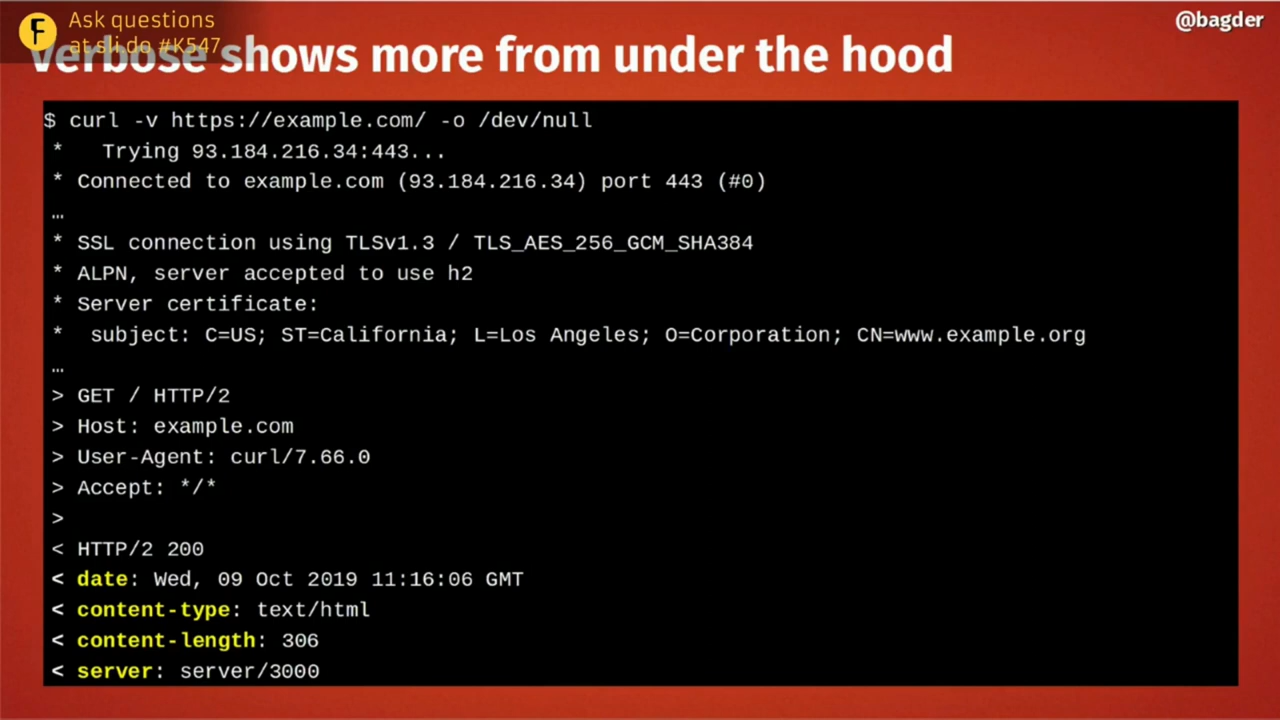 Ask questions
at sli.do #K547
@bagder
Verbose shows more from under the hood
$ curl -v https://example.com/ -o /dev/null
*   Trying 93.184.216.34:443...
* Connected to example.com (93.184.216.34) port 443 (#0)
…
* SSL connection using TLSv1.3 / TLS_AES_256_GCM_SHA384
* ALPN, server accepted to use h2
* Server certificate:
*  subject: C=US; ST=California; L=Los Angeles; O=Corporation; CN=www.example.org
…
> GET / HTTP/2
> Host: example.com
> User-Agent: curl/7.66.0
> Accept: */*
>
< HTTP/2 200
< date: Wed, 09 Oct 2019 11:16:06 GMT
< content-type: text/html
< content-length: 306
< server: server/3000